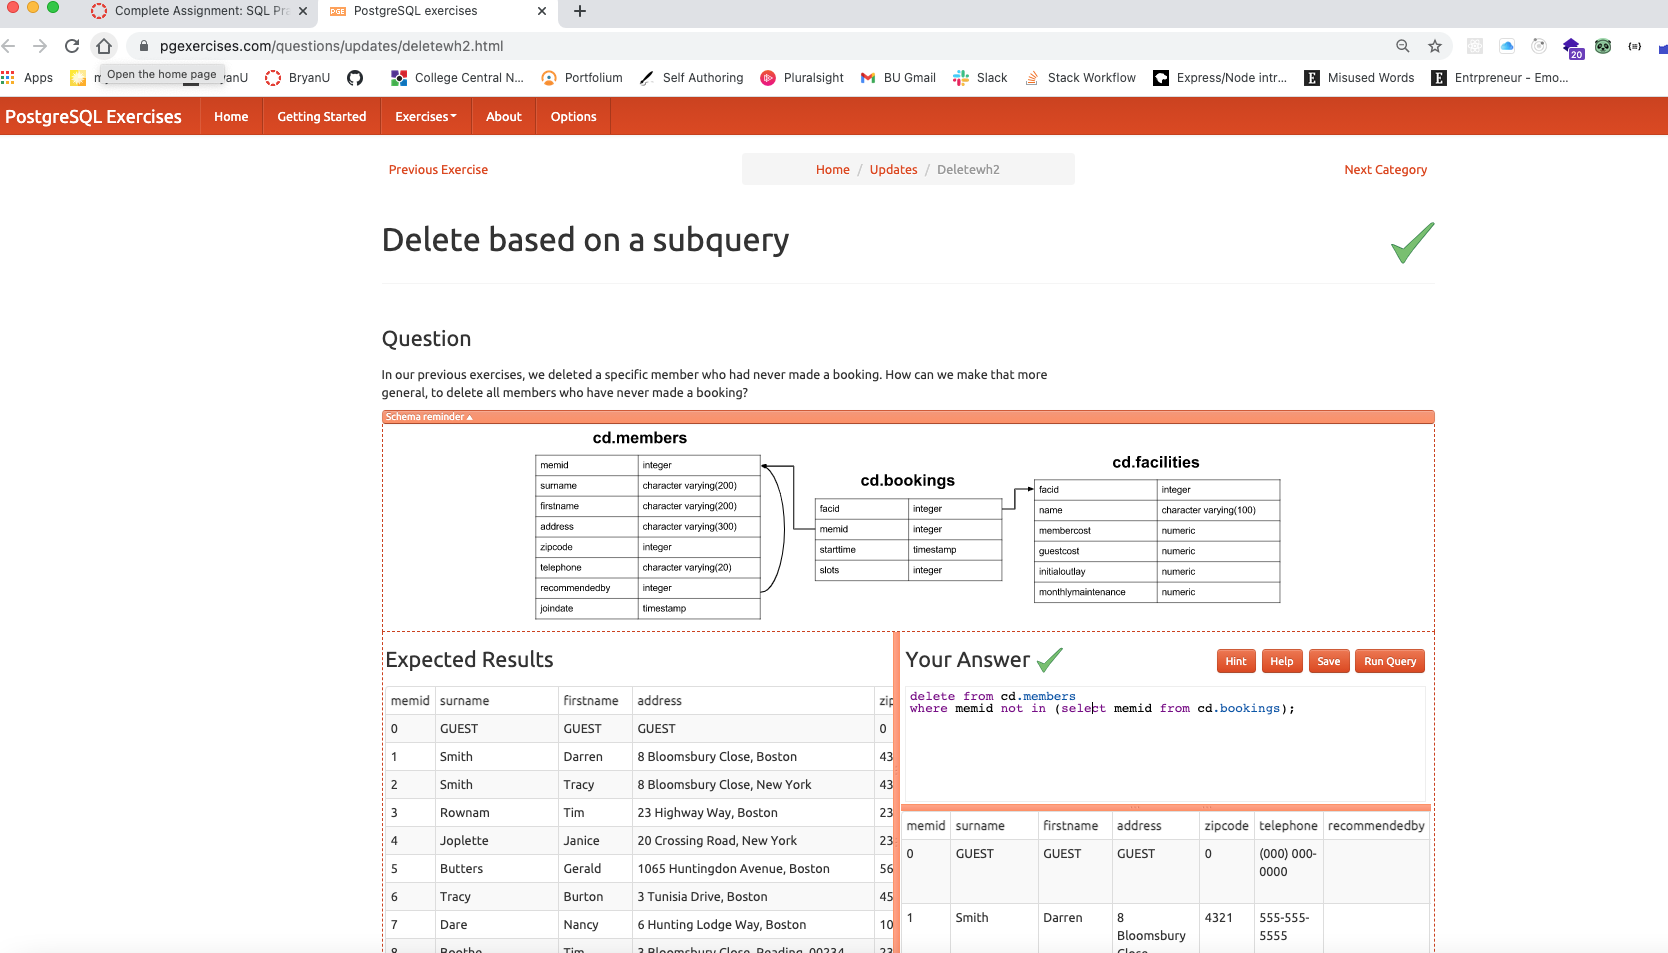 Complete Assignment: SQL Pra
PGE PostgreSQL exercises
pgexercises.com/questions/updates/deletewh2.html
20
Apps
Open the home page
anU
BryanU
College Central N...
Portfolium
Self Authoring
Pluralsight
BU Gmail
Slack
Stack Workflow
Express/Node intr...
E Misused Words
E Entrpreneur - Emo...
PostgreSQL Exercises
Home
Getting Started
Exercises
About
Options
Previous Exercise
Home / Updates / Deletewh2
Next Category
Delete based on a subquery
Question
In our previous exercises, we deleted a specific member who had never made a booking. How can we make that more
general, to delete all members who have never made a booking?
Schema reminder
cd.members
memid integer
surname character varying(200)
firstname character varying(200)
address character varying(300)
zipcode integer
telephone character varying(20)
recommendedby integer
joindate timestamp
cd.bookings
facid integer
memid integer
starttime timestamp
slots integer
cd.facilities
facid integer
name character varying(100)
membercost numeric
guestcost numeric
initialoutlay numeric
monthlymaintenance numeric
Expected Results
memid surname firstname address zip
0 GUEST GUEST GUEST 0
1 Smith Darren 8 Bloomsbury Close, Boston 43
2 Smith Tracy 8 Bloomsbury Close, New York 43
3 Rownam Tim 23 Highway Way, Boston 23
4 Joplette Janice 20 Crossing Road, New York 23
5 Butters Gerald 1065 Huntingdon Avenue, Boston 56
6 Tracy Burton 3 Tunisia Drive, Boston 45
7 Dare Nancy 6 Hunting Lodge Way, Boston 10
8 Boothe Tim 3 Bloomsbury Close, Reading, 00234 23
Your Answer
Hint
Help
Save
Run Query
delete from cd.members
where memid not in (select memid from cd.bookings);
memid surname firstname address zipcode telephone recommendedby
0 GUEST GUEST GUEST 0 (000) 000-
0000
1 Smith Darren 8 4321 555-555-
Bloomsbury 5555
Close